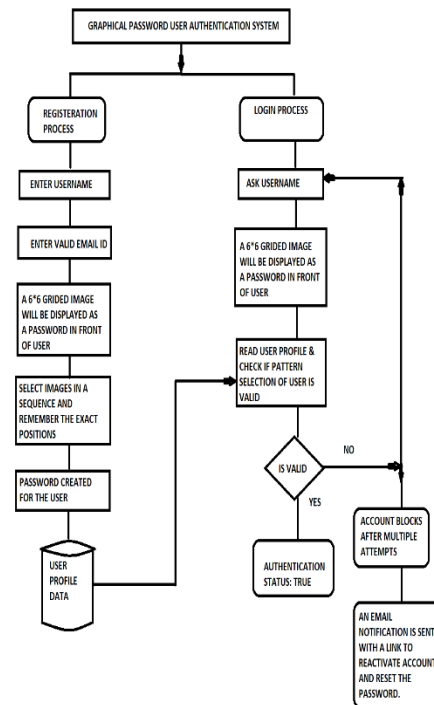 GRAPHICAL PASSWORD USER AUTHENTICATION SYSTEM
REGISTERATION
PROCESS
ENTER USERNAME
ENTER VALID EMAIL ID
A 6*6 GRIDED IMAGE
WILL BE DISPLAYED AS
A PASSWORD IN FRONT
OF USER
SELECT IMAGES IN A
SEQUENCE AND
REMEMBER THE EXACT
POSITIONS
PASSWORD CREATED
FOR THE USER
USER
PROFILE
DATA
LOGIN PROCESS
ASK USERNAME
A 6*6 GRIDED IMAGE
WILL BE DISPLAYED AS
A PASSWORD IN FRONT
OF USER
READ USER PROFILE &
CHECK IF PATTERN
SELECTION OF USER IS
VALID
IS VALID
NO
YES
AUTHENTICATION
STATUS: TRUE
ACCOUNT BLOCKS
AFTER MULTIPLE
ATTEMPTS
AN EMAIL
NOTIFICATION IS SENT
WITH A LINK TO
REACTIVATE ACCOUNT
AND RESET THE
PASSWORD.